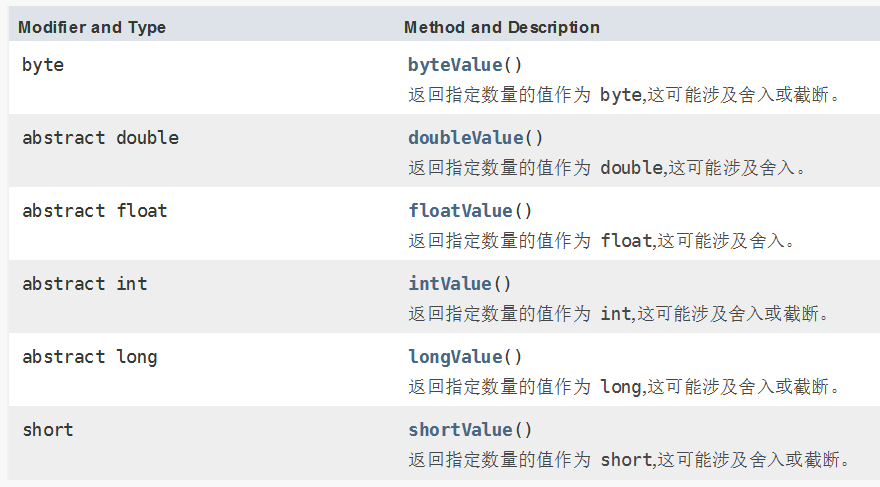 Modifier and Type Method and Description
byte byteValue()
返回指定数量的值作为 byte,这可能涉及舍入或截断。
abstract double doubleValue()
返回指定数量的值作为 double,这可能涉及舍入。
abstract float floatValue()
返回指定数量的值作为 float,这可能涉及舍入。
abstract int intValue()
返回指定数量的值作为 int,这可能涉及舍入或截断。
abstract long longValue()
返回指定数量的值作为 long,这可能涉及舍入或截断。
short shortValue()
返回指定数量的值作为 short,这可能涉及舍入或截断。